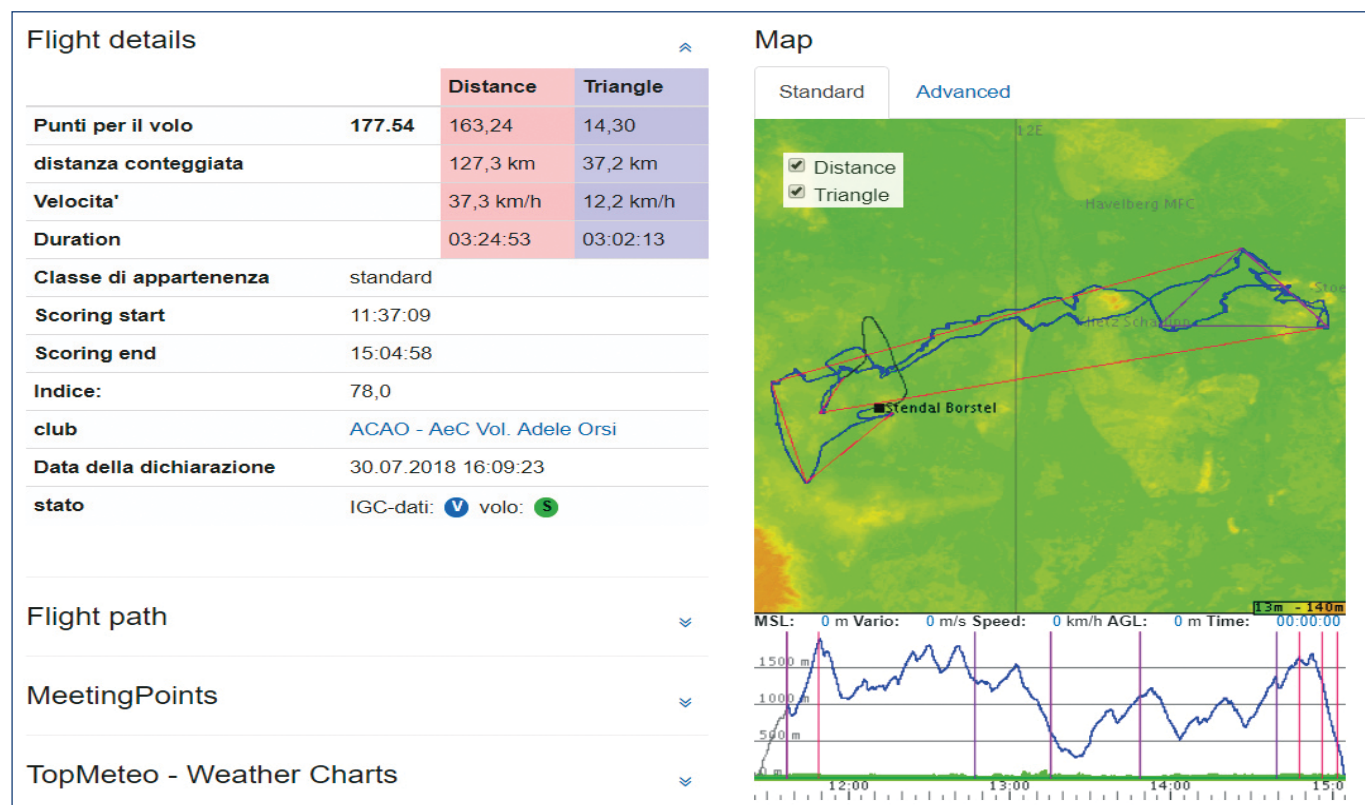 Flight details
Distance Triangle
Punti per il volo 177.54 163,24 14,30
distanza conteggiata 127,3 km 37,2 km
Velocita' 37,3 km/h 12,2 km/h
Duration 03:24:53 03:02:13
Classe di appartenenza standard
Scoring start 11:37:09
Scoring end 15:04:58
Indice: 78,0
club ACAO - AeC Vol. Adele Orsi
Data della dichiarazione 30.07.2018 16:09:23
stato IGC-dati: V volo: S
Flight path
MeetingPoints
TopMeteo - Weather Charts
Map
Standard Advanced
12E
Distance
Triangle
Havelberg MFC
Stendal Borstel
13m - 140m
MSL: 0 m Vario: 0 m/s Speed: 0 km/h AGL: 0 m Time: 00:00:00
1500 m
1000 m
500 m
0 m
12:00 13:00 14:00 15:0